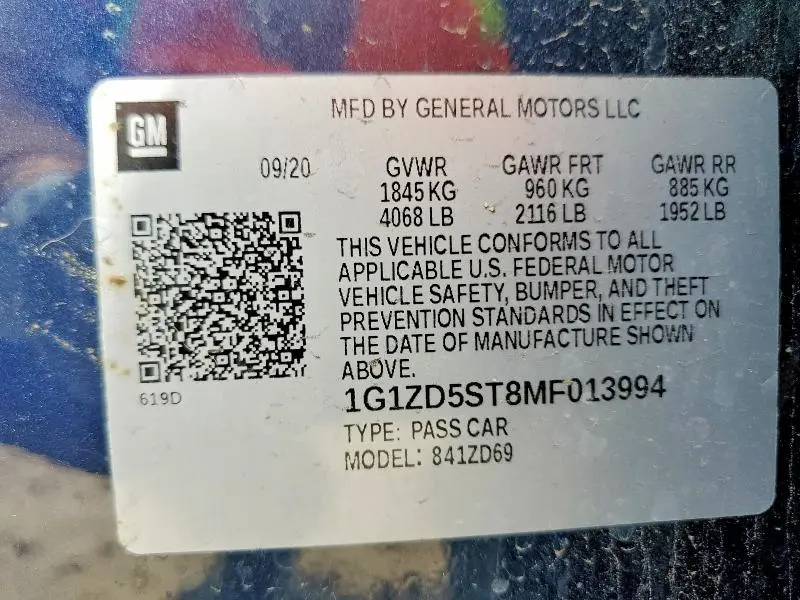 GM
MFD BY GENERAL MOTORS LLC
09/20 GVWR GAWR FRT GAWR RR
1845 KG 960 KG 885 KG
4068 LB 2116 LB 1952 LB
THIS VEHICLE CONFORMS TO ALL
APPLICABLE U.S. FEDERAL MOTOR
VEHICLE SAFETY, BUMPER, AND THEFT
PREVENTION STANDARDS IN EFFECT ON
THE DATE OF MANUFACTURE SHOWN
ABOVE.
619D
1G1ZD5ST8MF013994
TYPE: PASS CAR
MODEL: 841ZD69